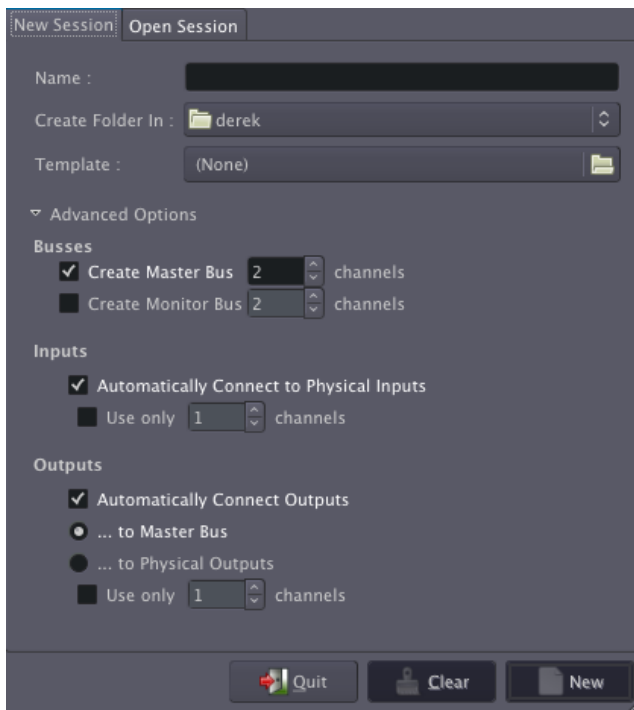 New Session Open Session
Name :
Create Folder In : derek
Template : (None)
Advanced Options
Busses
Create Master Bus 2 channels
Create Monitor Bus 2 channels
Inputs
Automatically Connect to Physical Inputs
Use only 1 channels
Outputs
Automatically Connect Outputs
... to Master Bus
... to Physical Outputs
Use only 1 channels
Quit Clear New